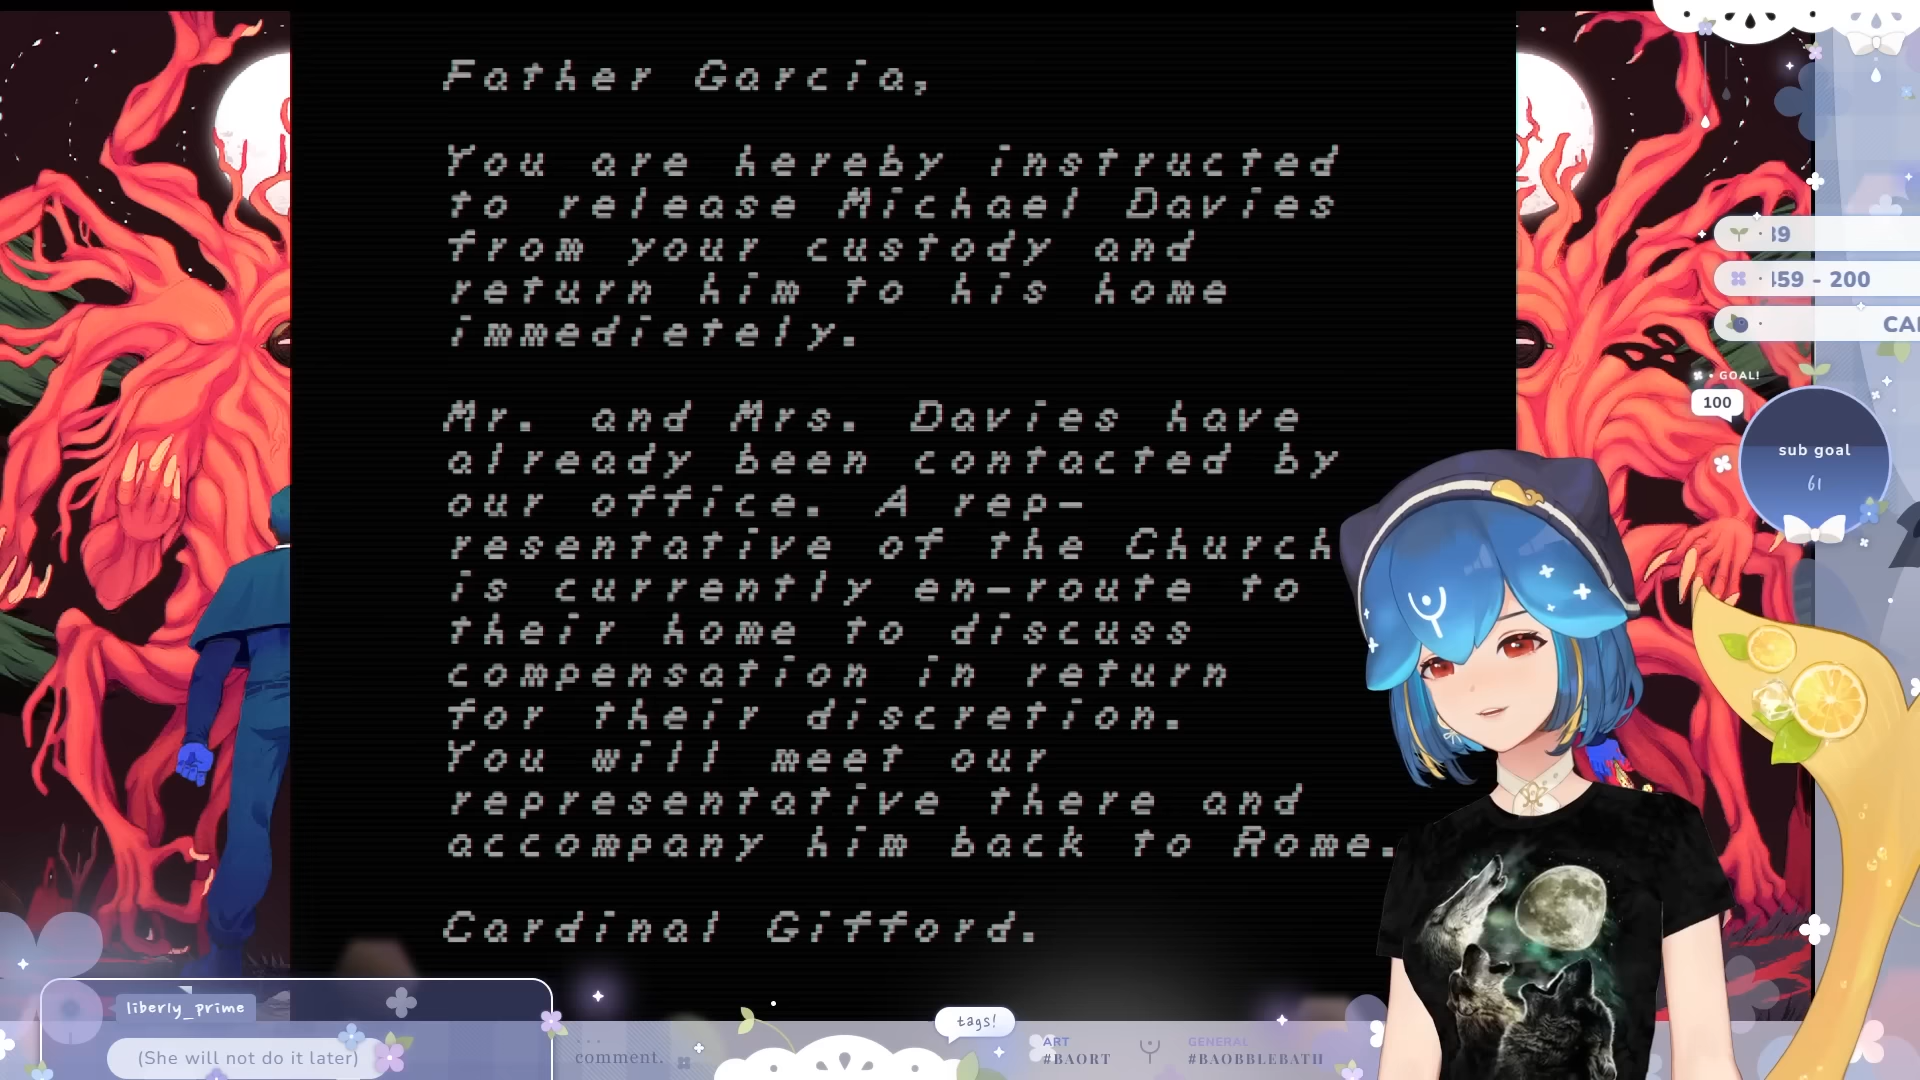 Father Garcia,
You are hereby instructed
to release Michael Davies
from your custody and
return him to his home
immedietely.
Mr. and Mrs. Davies have
already been contacted by
our office. A rep-
resentative of the Church
is currently en-route to
their home to discuss
compensation in return
for their discretion.
You will meet our
representative there and
accompany him back to Rome.
Cardinal Gifford.
459 - 200
• GOAL!
100
sub goal
61
liberly_prime
(She will not do it later)
comment.
tags!
ART
#BAORT
GENERAL
#BAOBBLEBATH